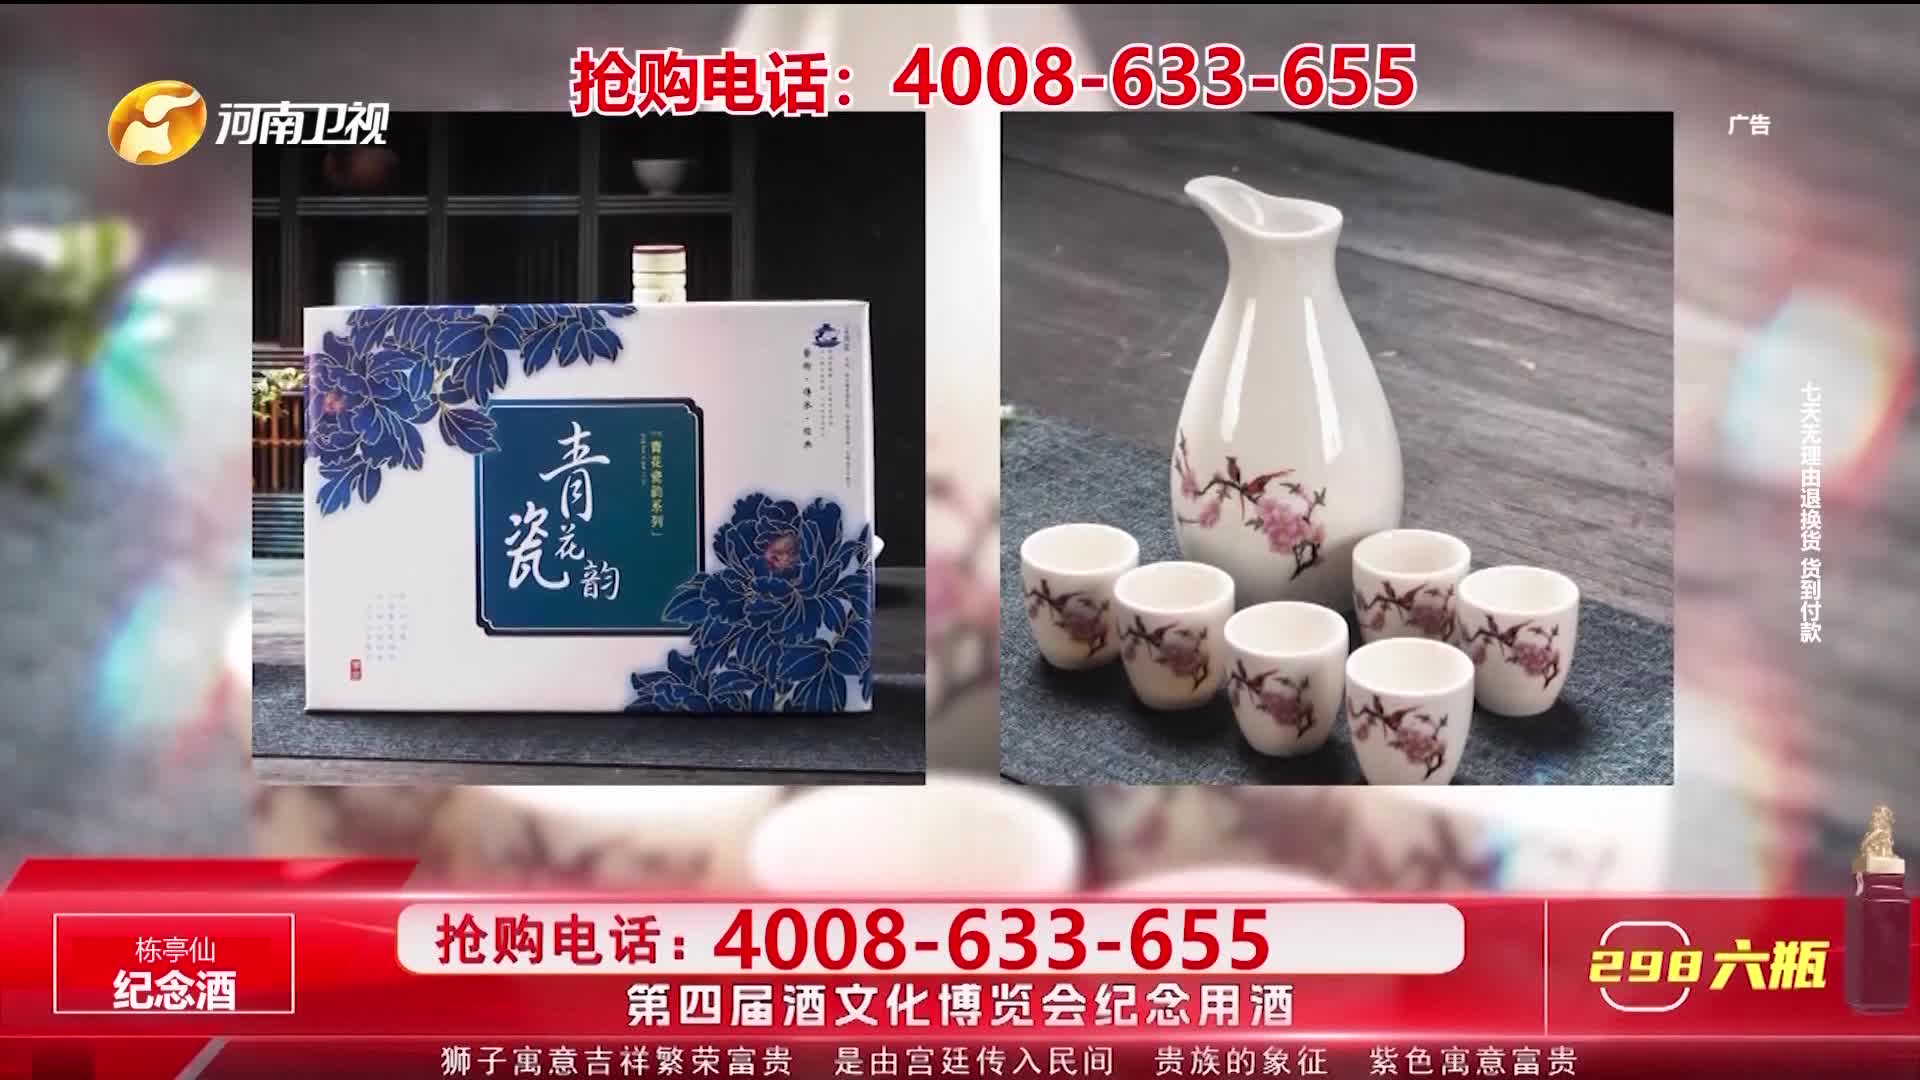 抢购电话：4008-633-655
河南卫视
广告
青花瓷韵
「青花瓷韵系列」
七天无理由退换货 货到付款
栋亭仙
纪念酒
抢购电话：4008-633-655
第四届酒文化博览会纪念用酒
298六瓶
狮子寓意吉祥繁荣富贵 是由宫廷传入民间 贵族的象征 紫色寓意富贵